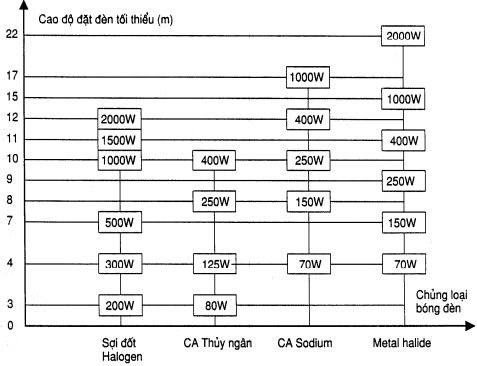 Cao độ đặt đèn tối thiểu (m)
22 2000W
17 1000W
15 1000W
12 2000W 400W
11 1500W 400W
10 1000W 400W 250W
9 250W
8 250W 150W
7 500W 150W
4 300W 125W 70W 70W
Chủng loại
bóng đèn
3 200W 80W
0
Sợi đốt CA Thủy ngân CA Sodium Metal halide
Halogen